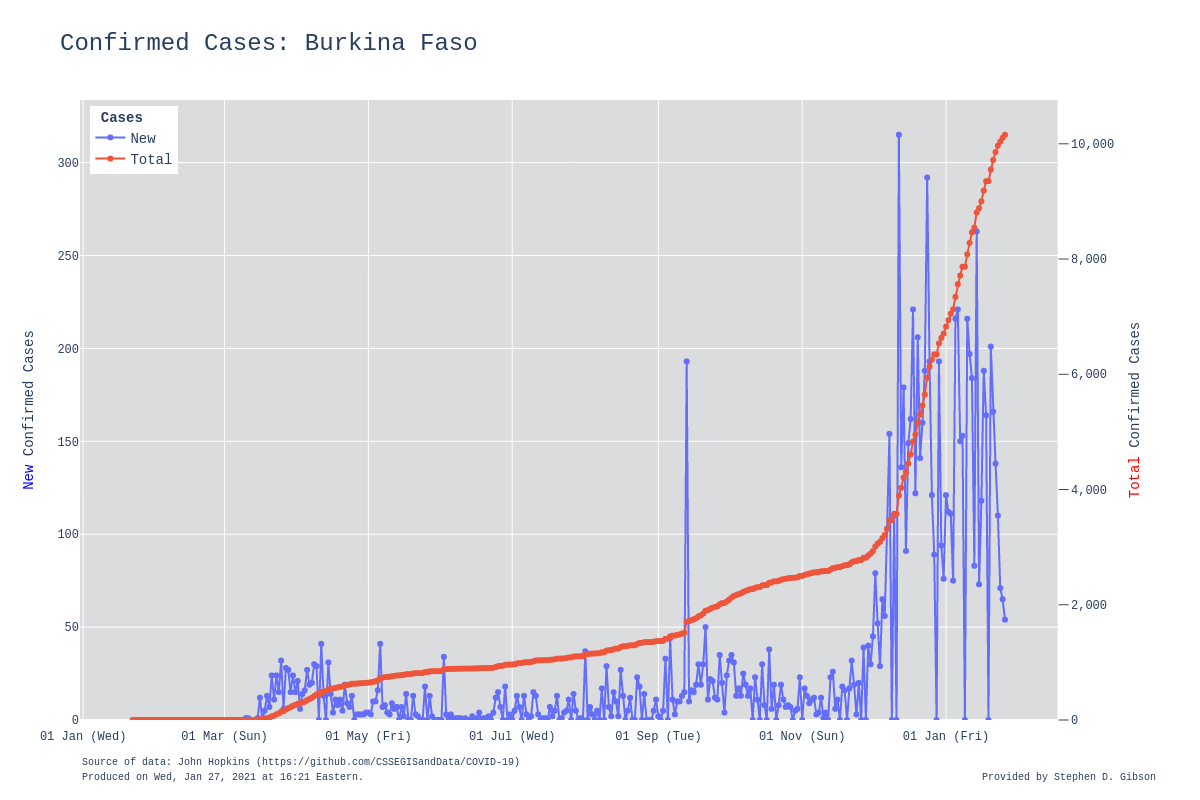 Confirmed Cases: Burkina Faso
Cases
New
Total
300
250
200
150
100
50
0
10,000
8,000
6,000
4,000
2,000
0
New Confirmed Cases
Total Confirmed Cases
01 Jan (Wed) 01 Mar (Sun) 01 May (Fri) 01 Jul (Wed) 01 Sep (Tue) 01 Nov (Sun) 01 Jan (Fri)
Source of data: John Hopkins (https://github.com/CSSEGISandData/COVID-19)
Produced on Wed, Jan 27, 2021 at 16:21 Eastern.
Provided by Stephen D. Gibson